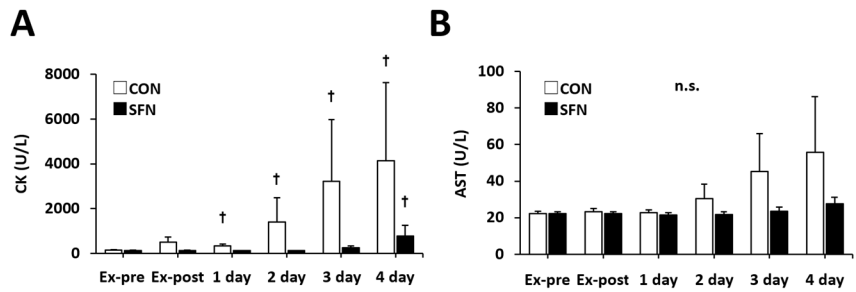 A
B
8000
6000
4000
2000
0
CK (U/L)
CON
SFN
†
†
†
†
†
Ex-pre Ex-post 1 day 2 day 3 day 4 day
100
80
60
40
20
0
AST (U/L)
CON
SFN
n.s.
Ex-pre Ex-post 1 day 2 day 3 day 4 day